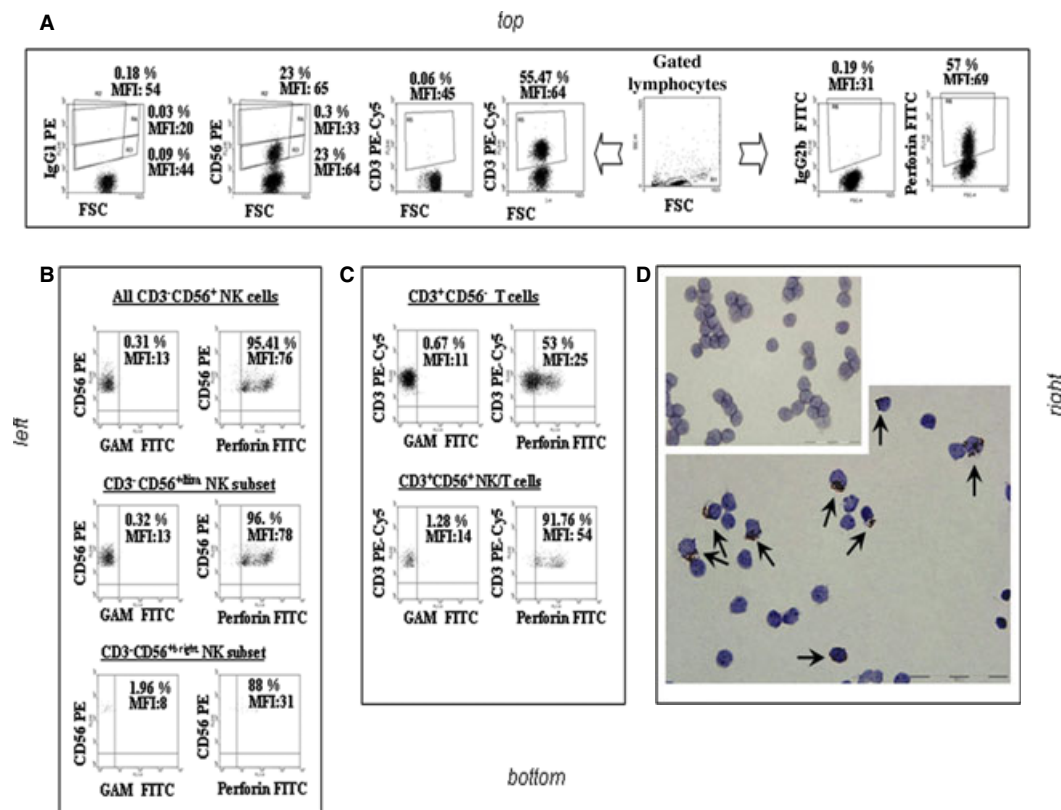 top
A
0.18 %
MFI: 54
0.03 %
MFI:20
0.09 %
MFI:44
IgG1 PE
FSC
23 %
MFI: 65
0.3 %
MFI:33
23 %
MFI:64
CD56 PE
FSC
0.06 %
MFI:45
CD3 PE-Cy5
55.47 %
MFI:64
CD3 PE-Cy5
FSC
Gated
lymphocytes
FSC
0.19 %
MFI:31
IgG2b FITC
57 %
MFI:69
Perforin FITC
left
right
B
All CD3-CD56+ NK cells
0.31 %
MFI:13
CD56 PE
GAM FITC
95.41 %
MFI:76
CD56 PE
Perforin FITC
CD3- CD56+dim NK subset
0.32 %
MFI:13
CD56 PE
GAM FITC
96. %
MFI:78
CD56 PE
Perforin FITC
CD3-CD56+bright NK subset
1.96 %
MFI:8
CD56 PE
GAM FITC
88 %
MFI:31
CD56 PE
Perforin FITC
C
CD3+CD56- T cells
0.67 %
MFI:11
CD3 PE-Cy5
GAM FITC
53 %
MFI:25
CD3 PE-Cy5
Perforin FITC
CD3+CD56+ NK/T cells
1.28 %
MFI:14
CD3 PE-Cy5
GAM FITC
91.76 %
MFI: 54
CD3 PE-Cy5
Perforin FITC
D
bottom